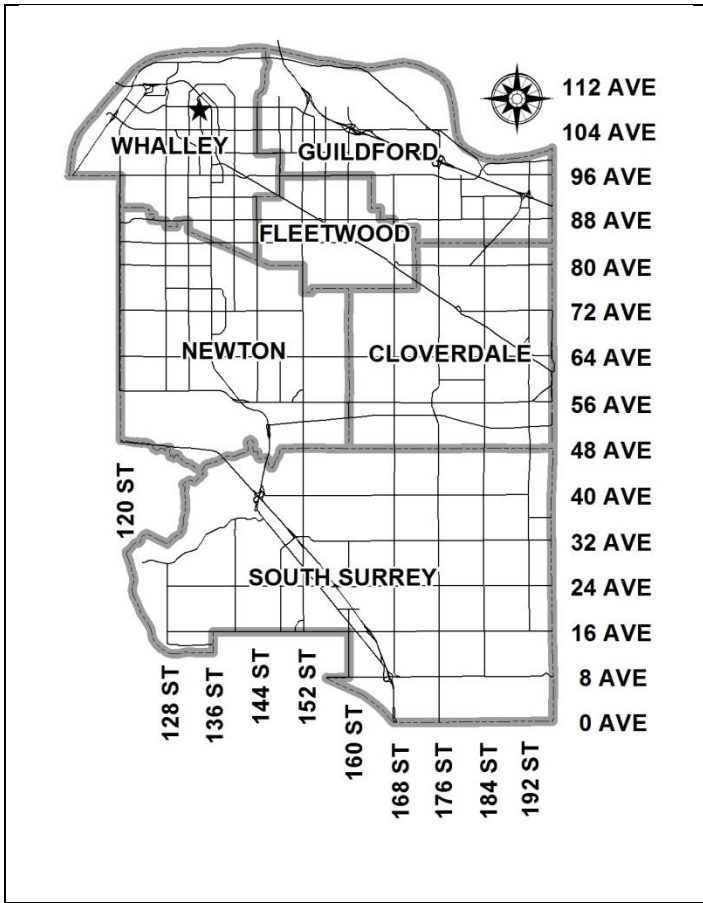 112 AVE
104 AVE
WHALLEY
GUILDFORD
96 AVE
88 AVE
FLEETWOOD
80 AVE
72 AVE
NEWTON
CLOVERDALE
64 AVE
56 AVE
48 AVE
120 ST
40 AVE
32 AVE
SOUTH SURREY
24 AVE
16 AVE
8 AVE
0 AVE
128 ST
136 ST
144 ST
152 ST
160 ST
168 ST
176 ST
184 ST
192 ST